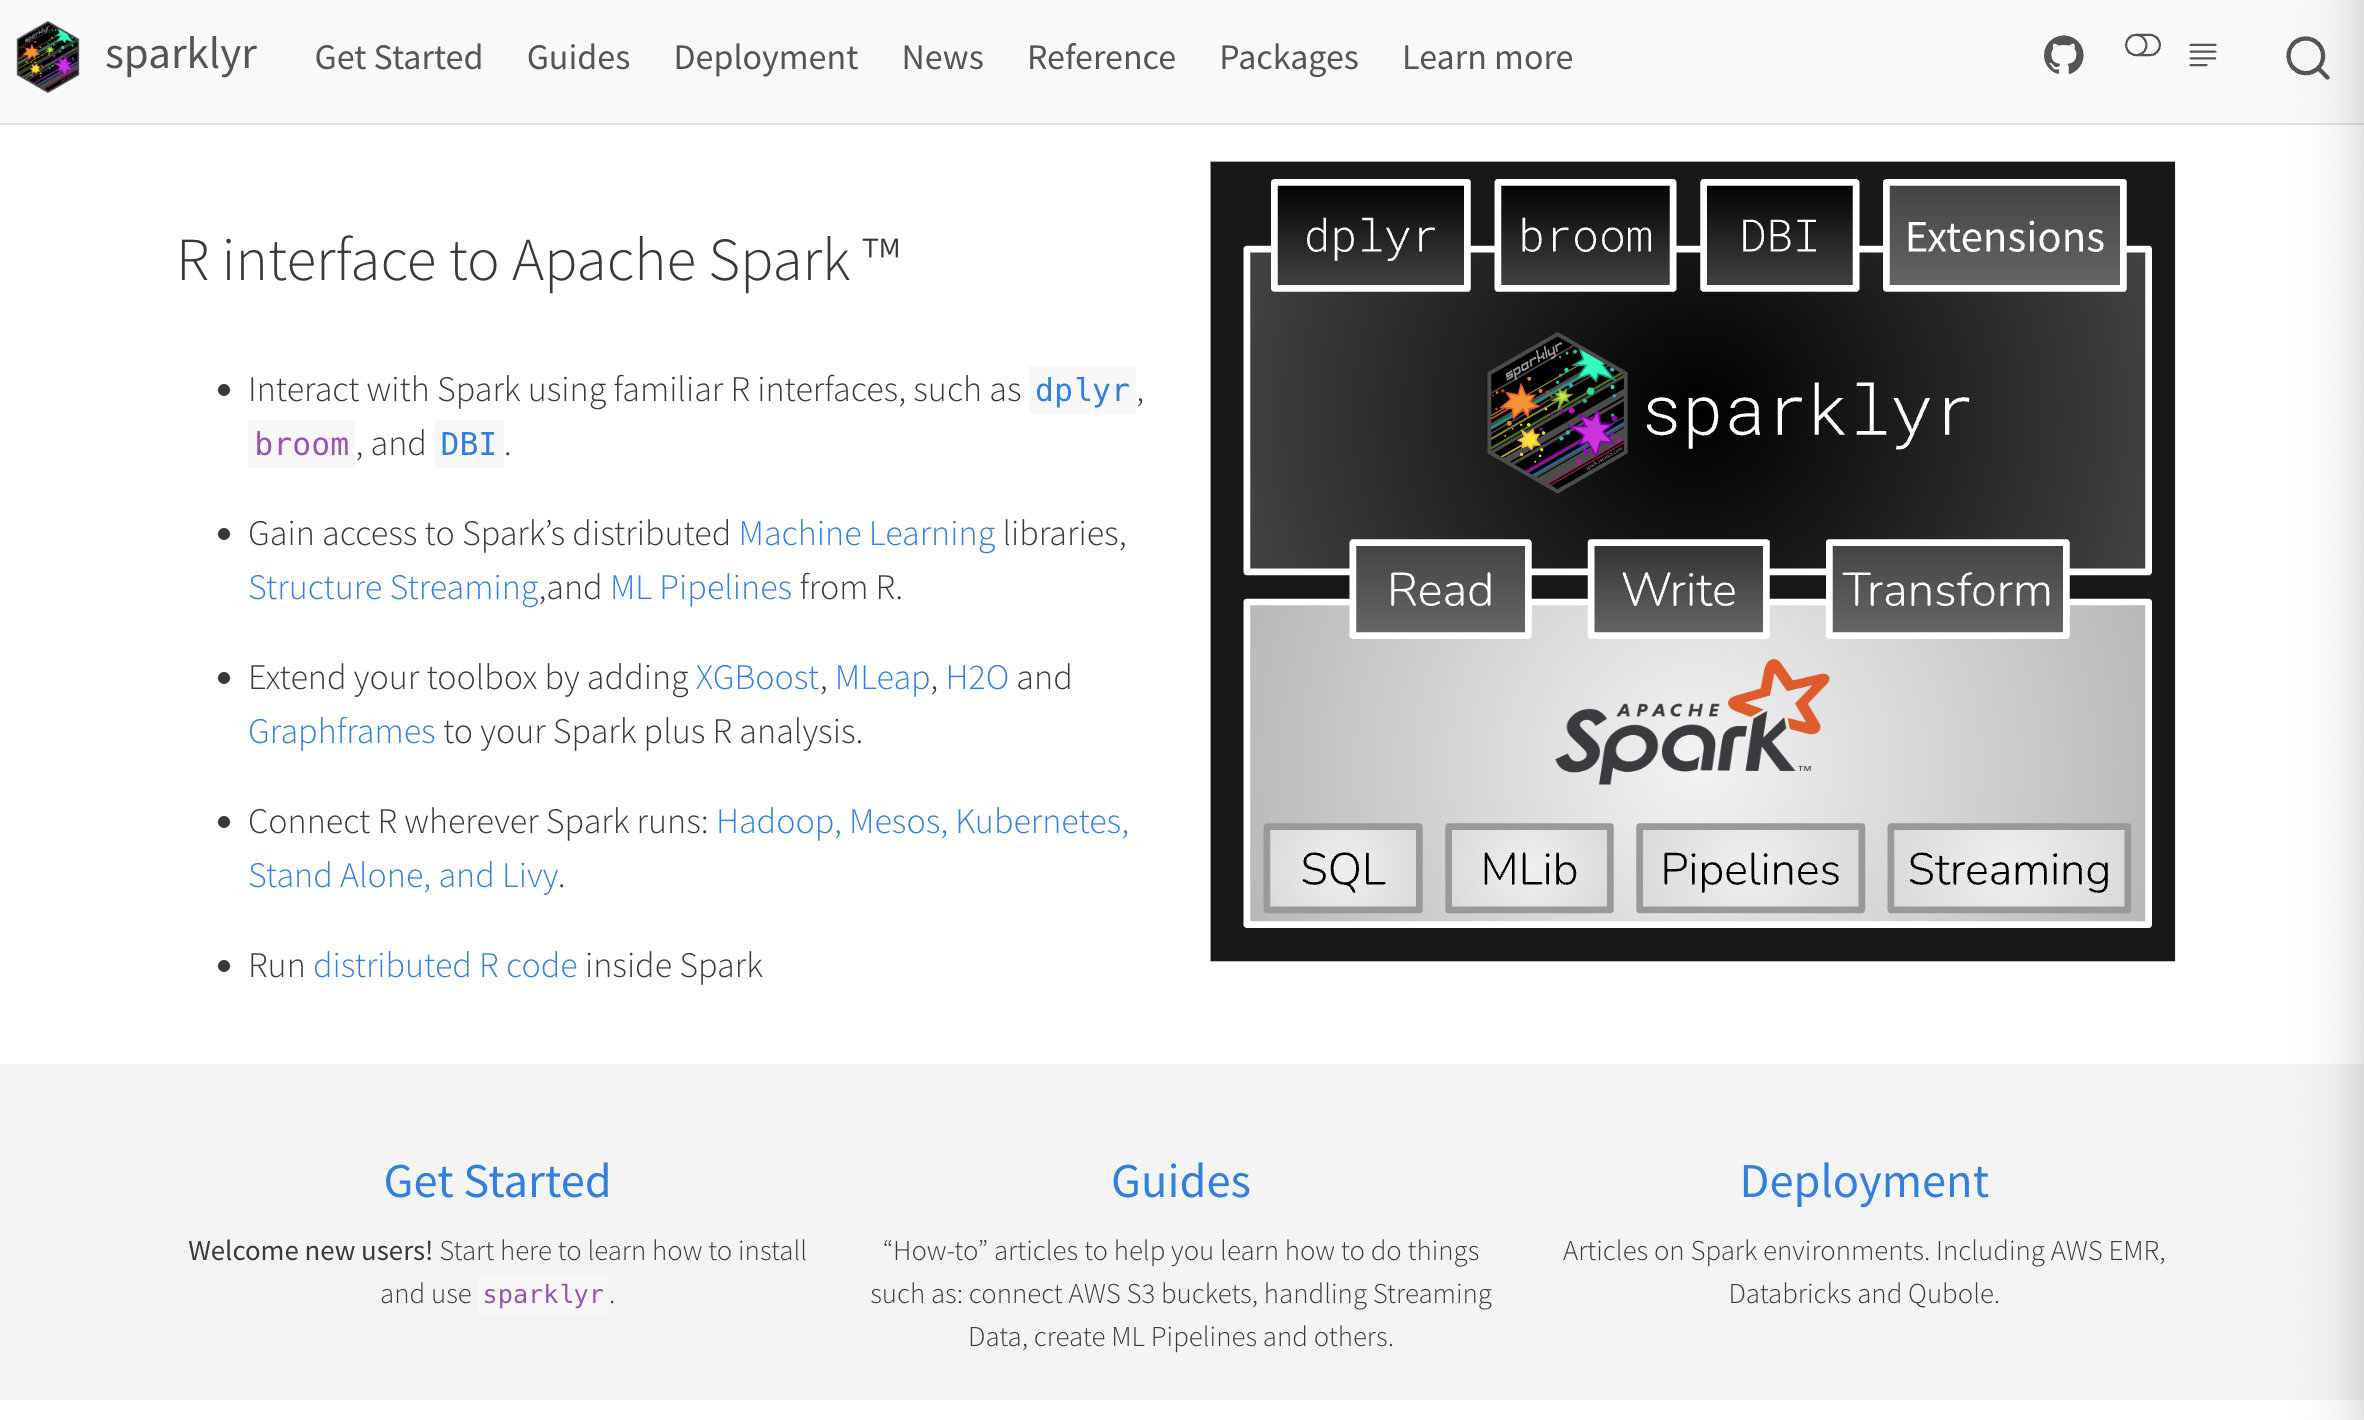 sparklyr Get Started Guides Deployment News Reference Packages Learn more
R interface to Apache Spark ™
Interact with Spark using familiar R interfaces, such as dplyr,
broom, and DBI.
Gain access to Spark’s distributed Machine Learning libraries,
Structure Streaming,and ML Pipelines from R.
Extend your toolbox by adding XGBoost, MLeap, H2O and
Graphframes to your Spark plus R analysis.
Connect R wherever Spark runs: Hadoop, Mesos, Kubernetes,
Stand Alone, and Livy.
Run distributed R code inside Spark
dplyr broom DBI Extensions
sparklyr
sparklyr
Read Write Transform
APACHE
Spark™
SQL MLib Pipelines Streaming
Get Started
Welcome new users! Start here to learn how to install
and use sparklyr.
Guides
“How-to” articles to help you learn how to do things
such as: connect AWS S3 buckets, handling Streaming
Data, create ML Pipelines and others.
Deployment
Articles on Spark environments. Including AWS EMR,
Databricks and Qubole.